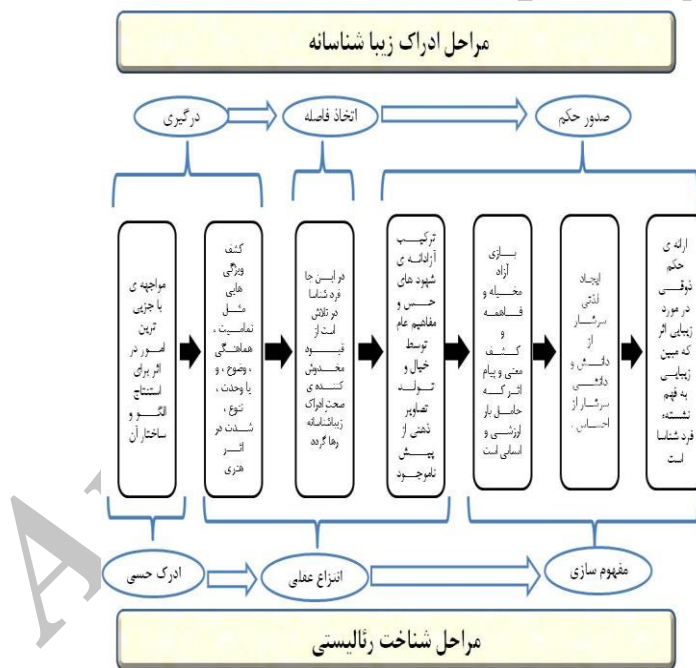 مراحل ادراک زیبا شناسانه
درگیری
اتخاذ فاصله
صدور حکم
مواجهه ی
با جزیی
ترین
امور در
اثر برای
استنتاج
الگو و
ساختار آن
کشف
ویژگی
هایی
مثل
تمامیت ،
هماهنگی
، وضوح ، و
یا وحدت ،
تنوع ،
شدت در
اثر
هنری
در این جا
فرد شناسا
در تلاش
است از
قیود
مخدوش
کننده ی
صحت ادراک
زیباشناسانه
رها گردد
ترکیب
آزادانه ی
شهود های
حسی و
مفاهیم عام
توسط
خیال و
تولد
تصاویر
ذهنی از
پیش
ناموجود
بازی
آزاد
مخیله و
فاهمه
و
کشف
معنی و پیام
اثر که
حامل بار
ارزشی و
انسانی است
ایجاد
لذتی
سرشار
از
دانش و
دانشی
سرشار از
احساس .
ارائه ی
حکم
ذوقی
در مورد
زیبایی اثر
که مبین
زیبایی
به فهم
نشسته،
فرد شناسا
است
ادرک حسی
انتزاع عقلی
مفهوم سازی
مراحل شناخت رئالیستی